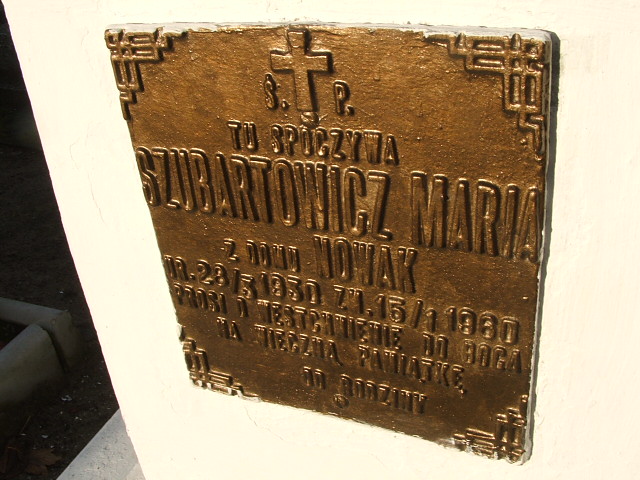 Ś. P.
TU SPOCZYWA
SZUBARTOWICZ MARIA
Z DOMU NOWAK
UR. 28/3 1930 ZM. 15/1 1960
PROSI O WESTCHNIENIE DO BOGA
NA WIECZNĄ PAMIĄTKĘ
OD RODZINY